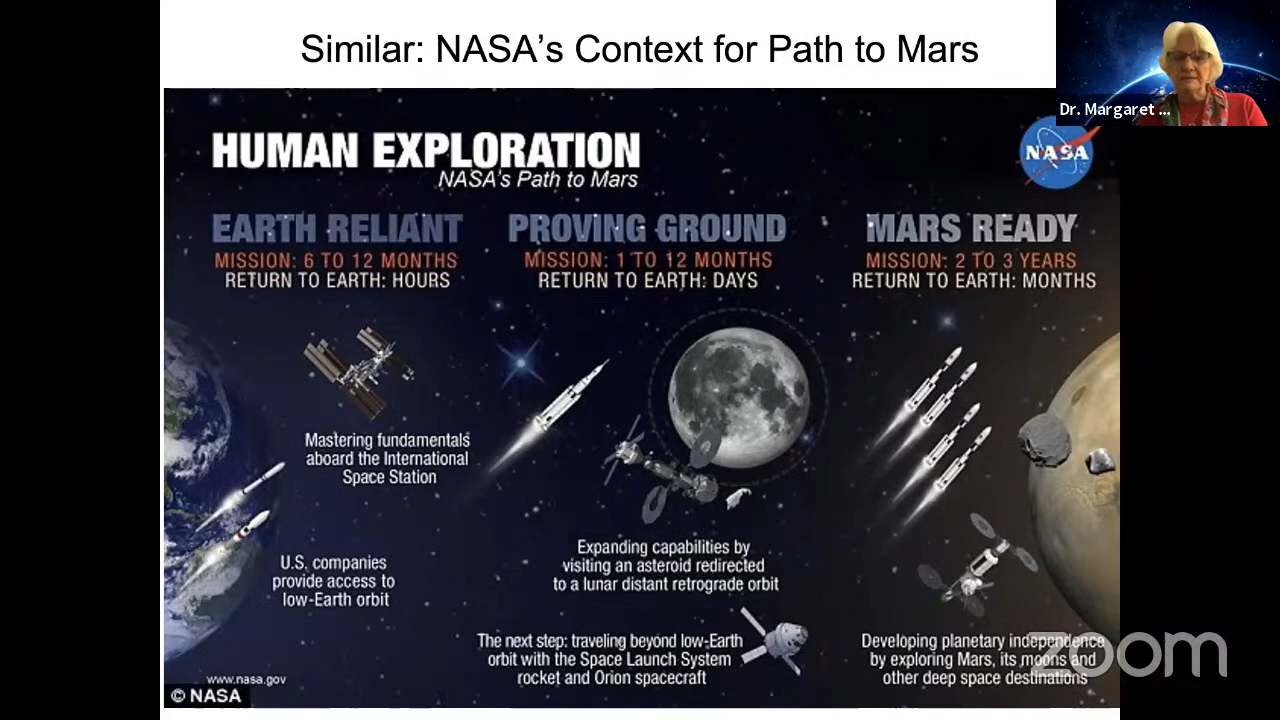 Similar: NASA's Context for Path to Mars
Dr. Margaret ...
HUMAN EXPLORATION
NASA's Path to Mars
NASA
EARTH RELIANT
MISSION: 6 TO 12 MONTHS
RETURN TO EARTH: HOURS
PROVING GROUND
MISSION: 1 TO 12 MONTHS
RETURN TO EARTH: DAYS
MARS READY
MISSION: 2 TO 3 YEARS
RETURN TO EARTH: MONTHS
Mastering fundamentals
aboard the International
Space Station
U.S. companies
provide access to
low-Earth orbit
Expanding capabilities by
visiting an asteroid redirected
to a lunar distant retrograde orbit
The next step: traveling beyond low-Earth
orbit with the Space Launch System
rocket and Orion spacecraft
Developing planetary independence
by exploring Mars, its moons and
other deep space destinations
www.nasa.gov
© NASA
zoom